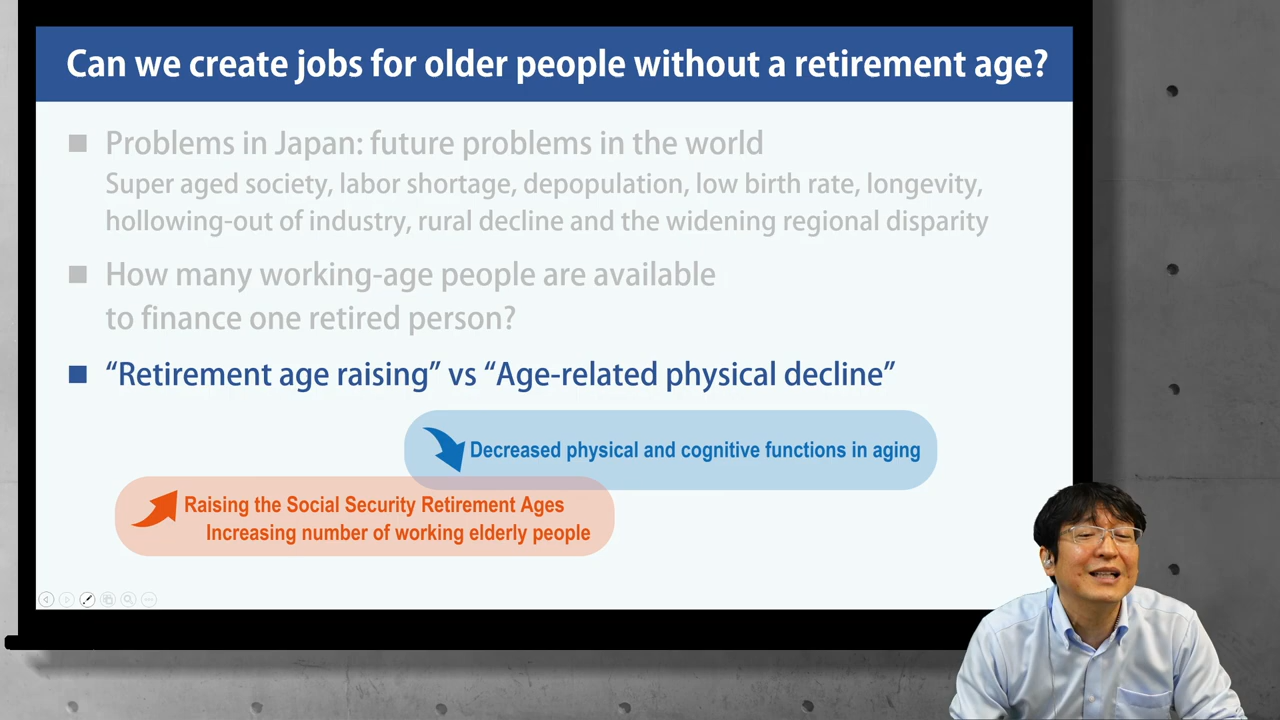 Can we create jobs for older people without a retirement age?
Problems in Japan: future problems in the world
Super aged society, labor shortage, depopulation, low birth rate, longevity,
hollowing-out of industry, rural decline and the widening regional disparity
How many working-age people are available
to finance one retired person?
“Retirement age raising” vs “Age-related physical decline”
Decreased physical and cognitive functions in aging
Raising the Social Security Retirement Ages
Increasing number of working elderly people